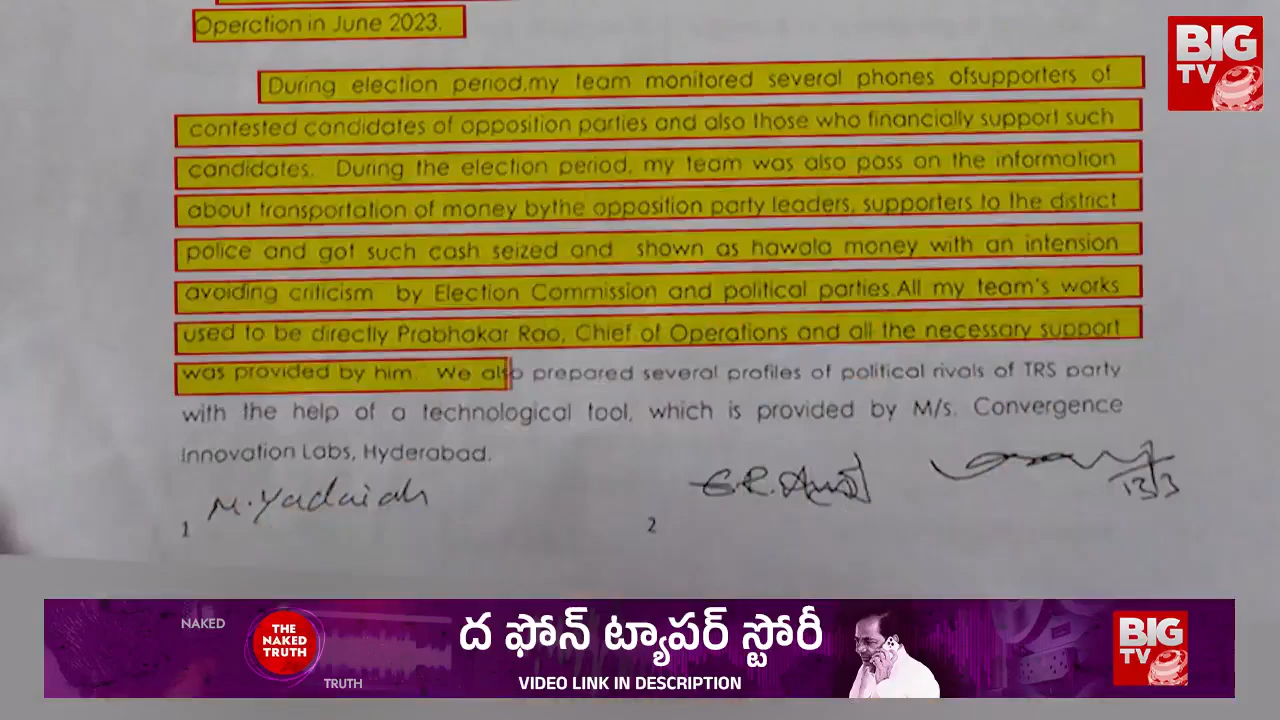 Operation in June 2023.
BIG
TV
During election period,my team monitored several phones ofsupporters of
contested candidates of opposition parties and also those who financially support such
candidates. During the election period, my team was also pass on the information
about transportation of money bythe opposition party leaders, supporters to the district
police and got such cash seized and shown as hawala money with an intension
avoiding criticism by Election Commission and political parties.All my team's works
used to be directly Prabhakar Rao, Chief of Operations and all the necessary support
was provided by him. We also prepared several profiles of political rivals of TRS party
with the help of a technological tool, which is provided by M/s. Convergence
Innovation Labs, Hyderabad.
M. Yadaiah
13/3
1
2
NAKED
THE
NAKED
TRUTH
TRUTH
ద ఫోన్ ట్యాపర్ స్టోరీ
VIDEO LINK IN DESCRIPTION
BIG
TV